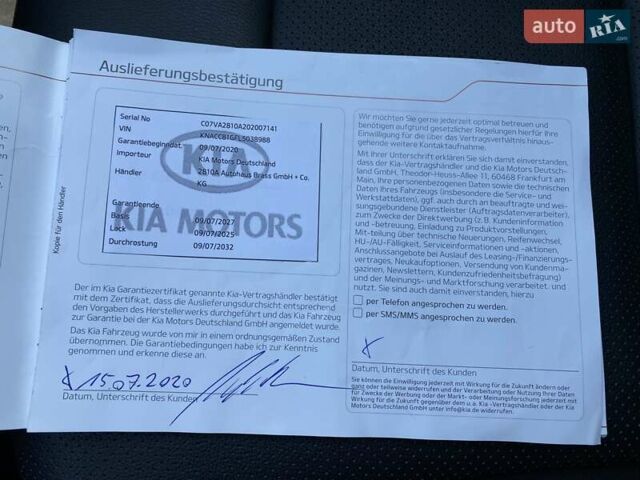 auto RIA .com
Auslieferungsbestätigung
Serial No C07VA2810A202007141
VIN KNACC81GFL5038988
Garantiebeginndat. 09/07/2020
Importeur KIA Motors Deutschland
Händler 2810A Autohaus Brass GmbH + Co. KG
Garantieende
Basis 09/07/2027
Lack 09/07/2025
Durchrostung 09/07/2032
KIA
KIA MOTORS
Kopie für den Händler
Der im Kia Garantiezertifikat genannte Kia-Vertragshändler bestätigt
mit dem Zertifikat, dass die Auslieferungsdurchsicht entsprechend
den Vorgaben des Herstellerwerks durchgeführt und das Kia Fahrzeug
zur Garantie bei der Kia Motors Deutschland GmbH angemeldet wurde.
Das Kia Fahrzeug wurde von mir in einem ordnungsgemäßen Zustand
übernommen. Die Garantiebedingungen habe ich zur Kenntnis
genommen und erkenne diese an.
x 15.07.2020
Datum, Unterschrift des Kunden
Wir möchten Sie gerne jederzeit optimal betreuen und
benötigen aufgrund gesetzlicher Regelungen hierfür Ihre
Einwilligung für die über das Vertragsverhältnis hinaus-
gehende weitere Kontaktaufnahme.
Mit Ihrer Unterschrift erklären Sie sich damit einverstanden,
dass der Kia-Vertragshändler und die Kia Motors Deutsch-
land GmbH, Theodor-Heuss-Allee 11, 60468 Frankfurt am
Main, Ihre personenbezogenen Daten sowie die technischen
Daten Ihres Fahrzeugs (insbesondere die Service- und
Werkstattdaten), ggf. auch durch an beauftragte und wei-
sungsgebundene Dienstleister (Auftragsdatenverarbeiter),
zum Zwecke der Direktwerbung (z. B. Kundeninformation
und -betreuung, Einladung zu Produktvorstellungen,
Mit-teilung über technische Neuerungen, Reifenwechsel,
HU-/AU-Fälligkeit, Serviceinformationen und -aktionen,
Anschlussangebote bei Auslauf des Leasing-/Finanzierungs-
vertrages, Neukaufoptionen, Versendung von Kundenma-
gazinen, Newslettern, Kundenzufriedenheitsbefragung)
und der Meinungs- und Marktforschung verarbeitet, und
nutzt. Sie sind auch damit einverstanden, hierzu
per Telefon angesprochen zu werden.
per SMS/MMS angesprochen zu werden.
x
Datum, Unterschrift des Kunden
Sie können die Einwilligung jederzeit mit Wirkung für die Zukunft ändern oder
ganz oder teilweise widerrufen und der Verarbeitung oder Nutzung Ihrer Daten
für Zwecke der Werbung oder der Markt- oder Meinungsforschung jederzeit mit
Wirkung für die Zukunft gegenüber dem o.a. Kia-Vertragshändler oder der Kia
Motors Deutschland GmbH unter info@kia.de widerrufen.